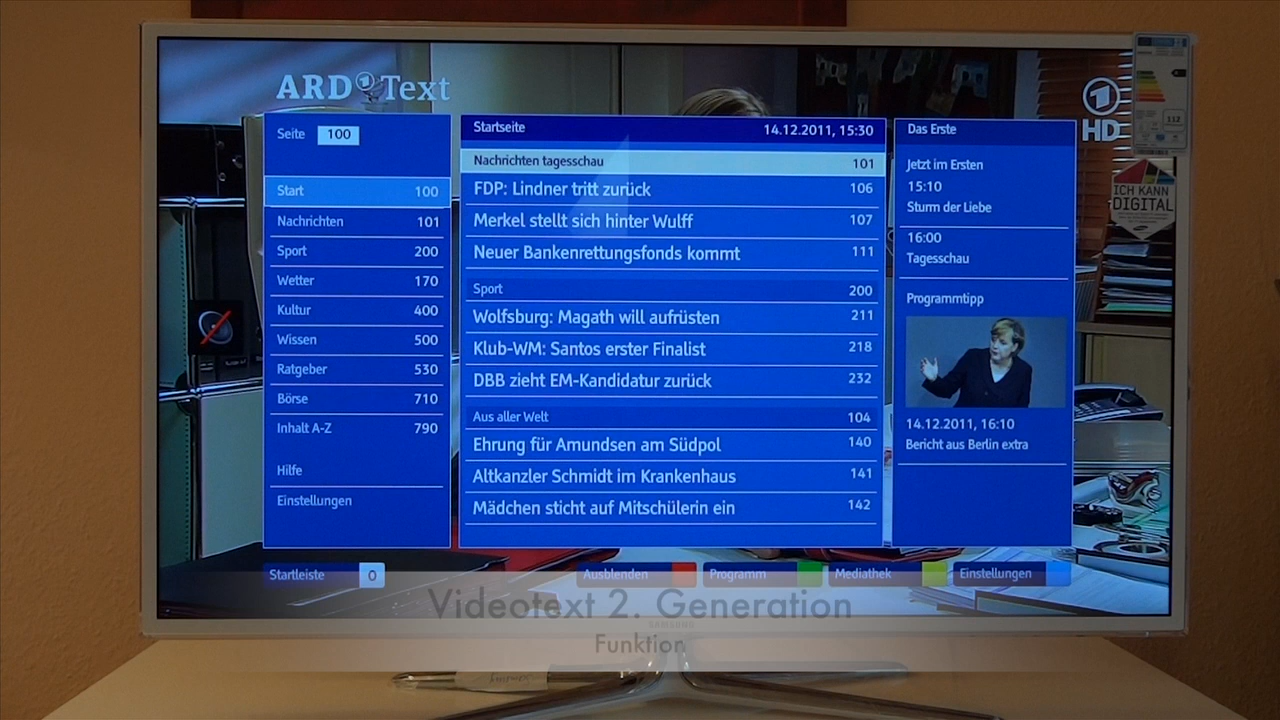 ARD 1 Text
Seite 100
Start 100
Nachrichten 101
Sport 200
Wetter 170
Kultur 400
Wissen 500
Ratgeber 530
Börse 710
Inhalt A-Z 790
Hilfe
Einstellungen
Startseite 14.12.2011, 15:30
Nachrichten tagesschau 101
FDP: Lindner tritt zurück 106
Merkel stellt sich hinter Wulff 107
Neuer Bankenrettungsfonds kommt 111
Sport 200
Wolfsburg: Magath will aufrüsten 211
Klub-WM: Santos erster Finalist 218
DBB zieht EM-Kandidatur zurück 232
Aus aller Welt 104
Ehrung für Amundsen am Südpol 140
Altkanzler Schmidt im Krankenhaus 141
Mädchen sticht auf Mitschülerin ein 142
Das Erste
Jetzt im Ersten
15:10
Sturm der Liebe
16:00
Tagesschau
Programmtipp
14.12.2011, 16:10
Bericht aus Berlin extra
1
HD
112
ICH KANN
DIGITAL
Startleiste 0
Ausblenden
Programm
Mediathek
Einstellungen
Videotext 2. Generation
SAMSUNG
Funktion